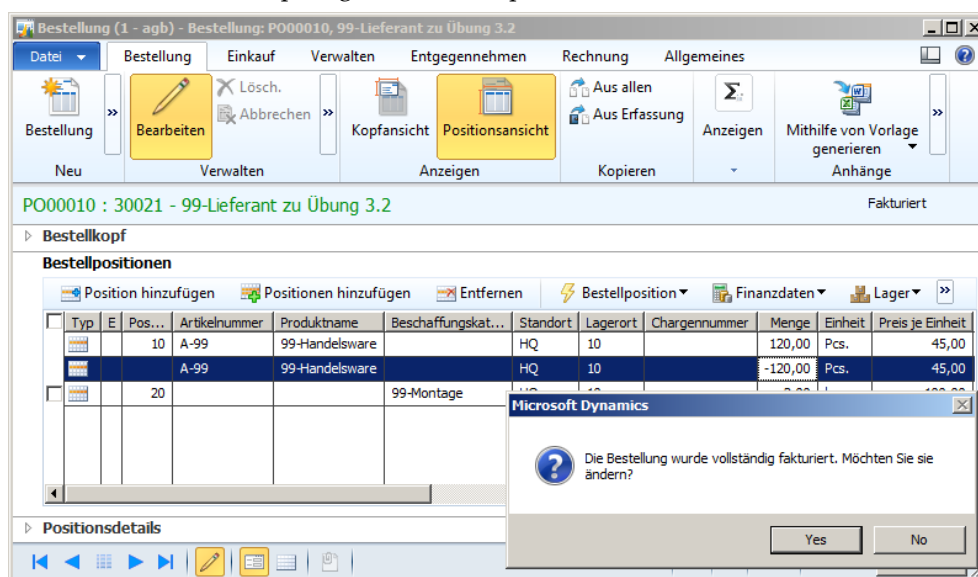 Bestellung (1 - agb) - Bestellung: PO00010, 99-Lieferant zu Übung 3.2
Datei Bestellung Einkauf Verwalten Entgegennehmen Rechnung Allgemeines
Bestellung
Bearbeiten
Lösch.
Abbrechen
Kopfansicht
Positionsansicht
Aus allen
Aus Erfassung
Anzeigen
Mithilfe von Vorlage
generieren
Neu Verwalten Anzeigen Kopieren Anhänge
PO00010 : 30021 - 99-Lieferant zu Übung 3.2 Fakturiert
Bestellkopf
Bestellpositionen
Position hinzufügen Positionen hinzufügen Entfernen Bestellposition Finanzdaten Lager
Typ E Pos... Artikelnummer Produktname Beschaffungskat... Standort Lagerort Chargennummer Menge Einheit Preis je Einheit
10 A-99 99-Handelsware HQ 10 120,00 Pcs. 45,00
A-99 99-Handelsware HQ 10 -120,00 Pcs. 45,00
20 99-Montage
Microsoft Dynamics
Die Bestellung wurde vollständig fakturiert. Möchten Sie sie
ändern?
Yes No
Positionsdetails